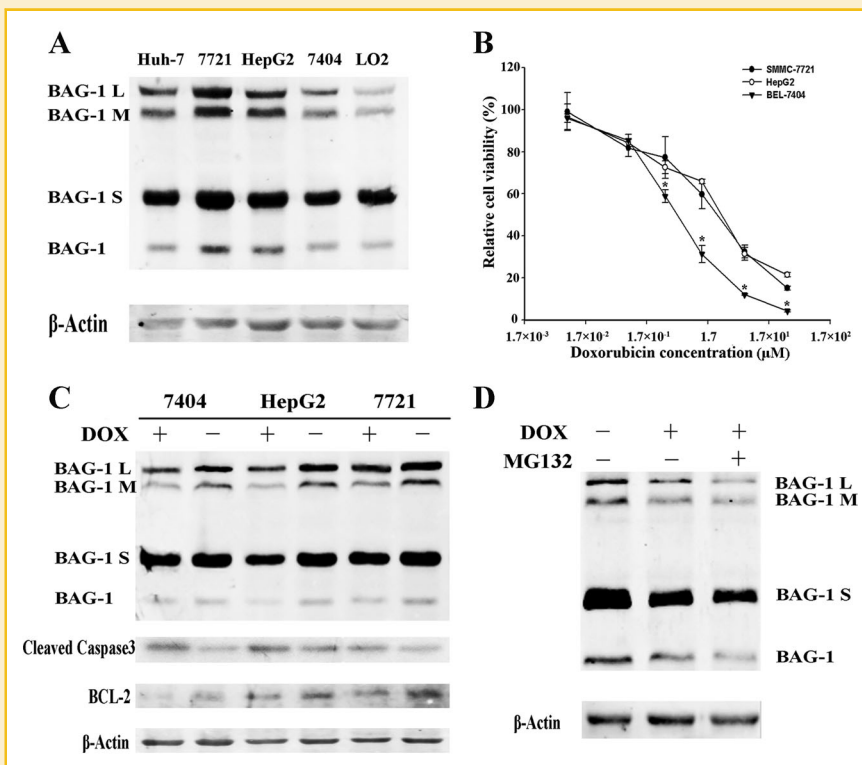 A
Huh-7 7721 HepG2 7404 LO2
BAG-1 L
BAG-1 M
BAG-1 S
BAG-1
β-Actin
B
SMMC-7721
HepG2
BEL-7404
Relative cell viability (%)
120
100
80
60
40
20
0
* * * *
1.7×10⁻³ 1.7×10⁻² 1.7×10⁻¹ 1.7 1.7×10¹ 1.7×10²
Doxorubicin concentration (µM)
C
7404 HepG2 7721
DOX + − + − + −
BAG-1 L
BAG-1 M
BAG-1 S
BAG-1
Cleaved Caspase3
BCL-2
β-Actin
D
DOX − + +
MG132 − − +
BAG-1 L
BAG-1 M
BAG-1 S
BAG-1
β-Actin